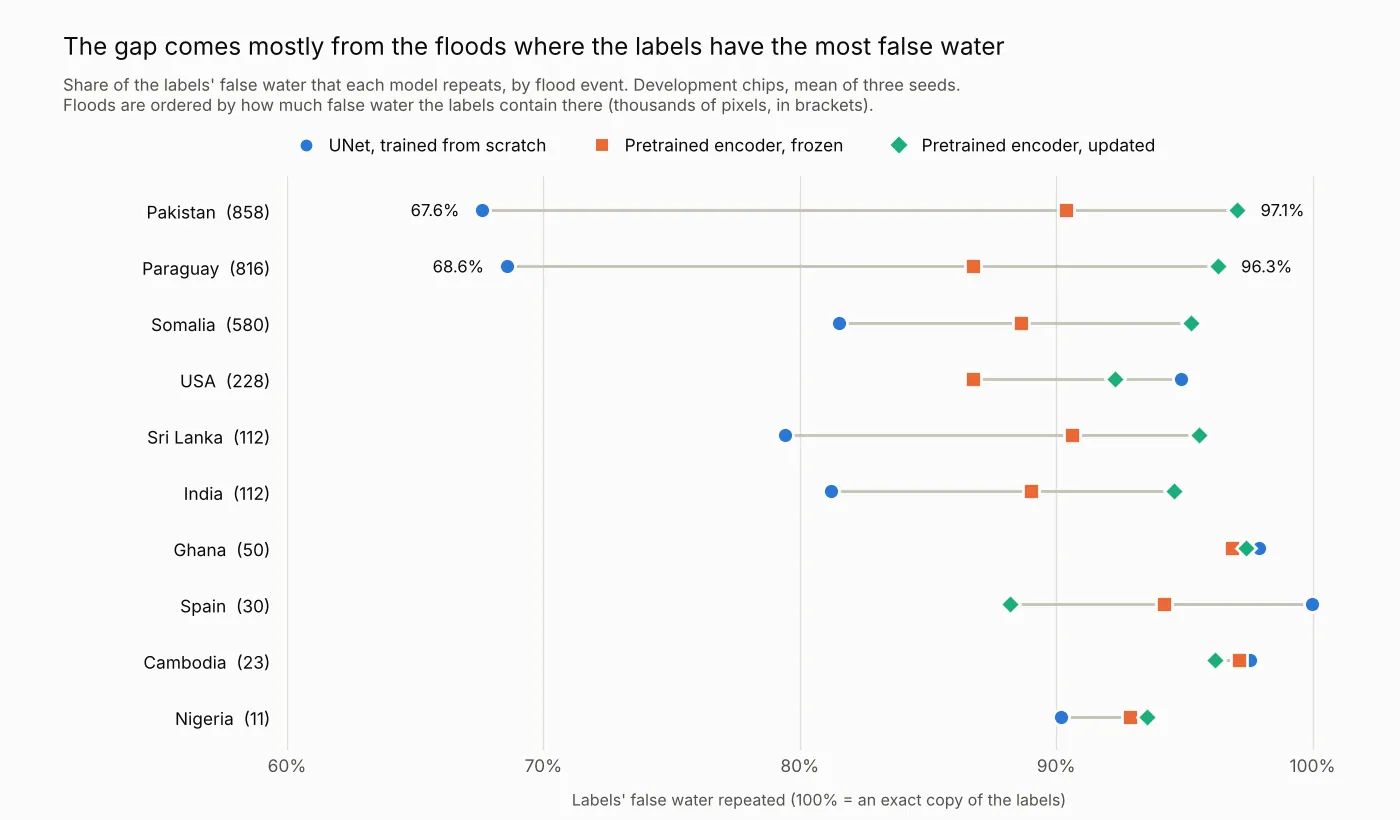 The gap comes mostly from the floods where the labels have the most false water
Share of the labels' false water that each model repeats, by flood event. Development chips, mean of three seeds.
Floods are ordered by how much false water the labels contain there (thousands of pixels, in brackets).
UNet, trained from scratch
Pretrained encoder, frozen
Pretrained encoder, updated
Pakistan (858)
67.6%
97.1%
Paraguay (816)
68.6%
96.3%
Somalia (580)
USA (228)
Sri Lanka (112)
India (112)
Ghana (50)
Spain (30)
Cambodia (23)
Nigeria (11)
60%
70%
80%
90%
100%
Labels' false water repeated (100% = an exact copy of the labels)